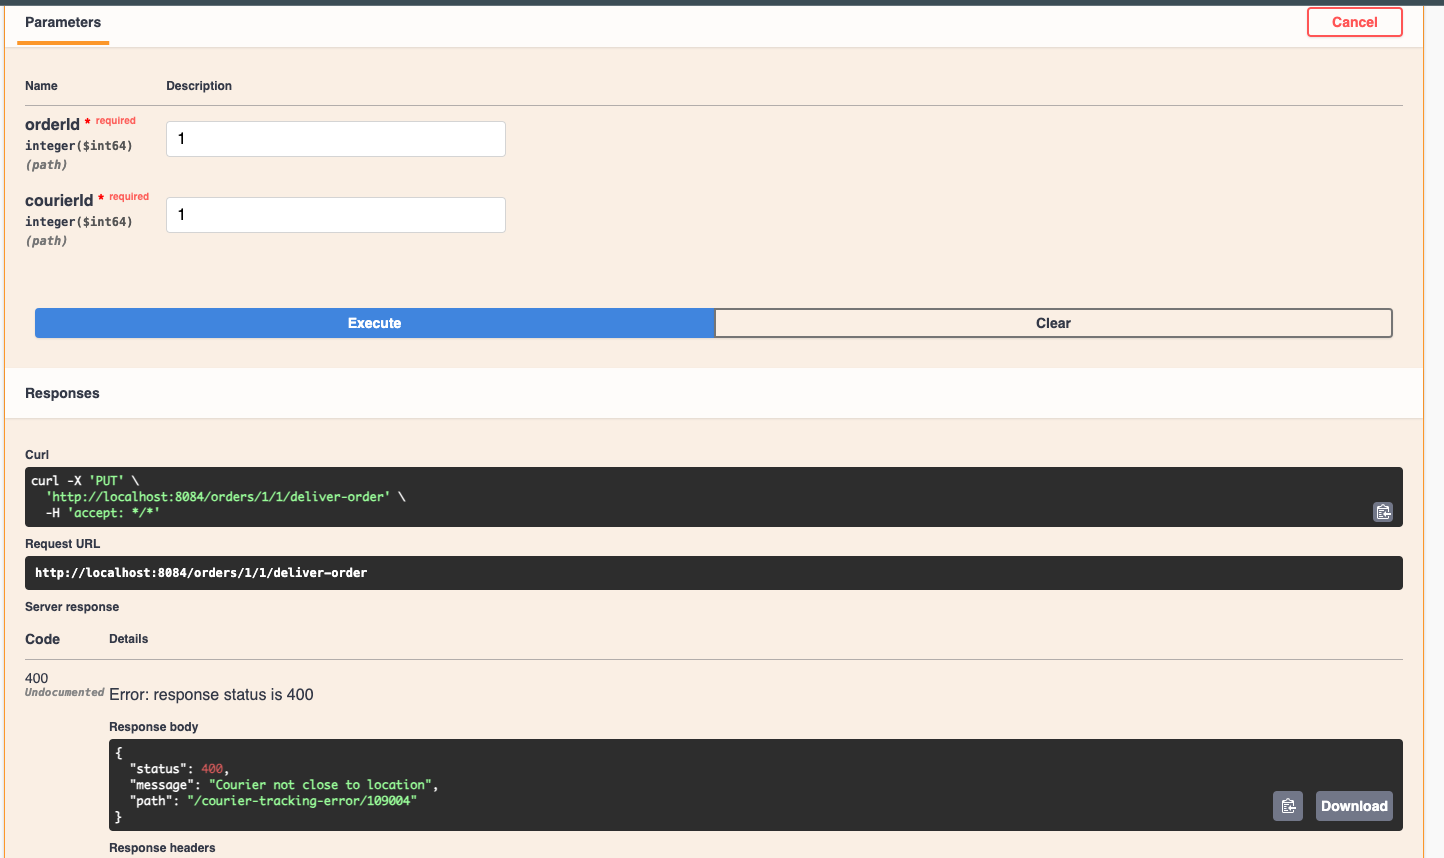 Parameters
Cancel
Name Description
orderId * required
integer($int64)
(path)
1
courierId * required
integer($int64)
(path)
1
Execute Clear
Responses
Curl
curl -X 'PUT' \
'http://localhost:8084/orders/1/1/deliver-order' \
-H 'accept: */*'
Request URL
http://localhost:8084/orders/1/1/deliver-order
Server response
Code Details
400
Undocumented
Error: response status is 400
Response body
{
"status": 400,
"message": "Courier not close to location",
"path": "/courier-tracking-error/109004"
}
Download
Response headers